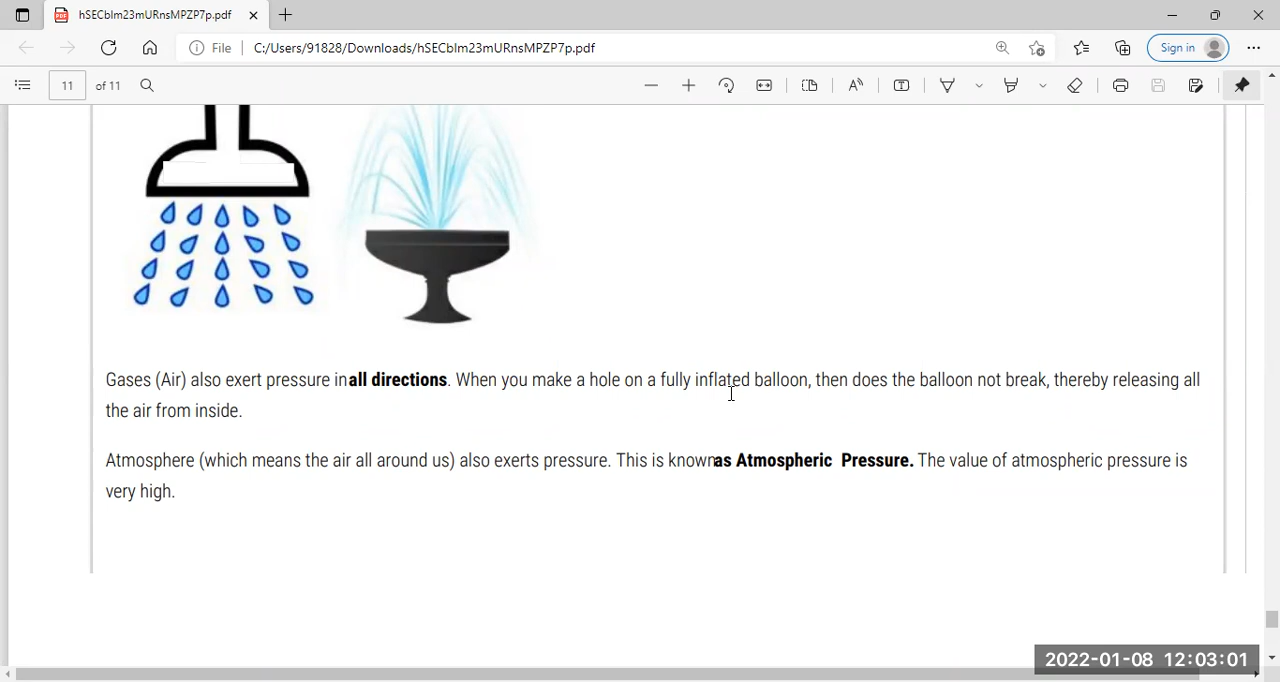 hSECblm23mURnsMPZP7p.pdf
File
C:/Users/91828/Downloads/hSECblm23mURnsMPZP7p.pdf
Sign in
11 of 11
Gases (Air) also exert pressure in all directions. When you make a hole on a fully inflated balloon, then does the balloon not break, thereby releasing all
the air from inside.
Atmosphere (which means the air all around us) also exerts pressure. This is known as Atmospheric Pressure. The value of atmospheric pressure is
very high.
2022-01-08 12:03:01